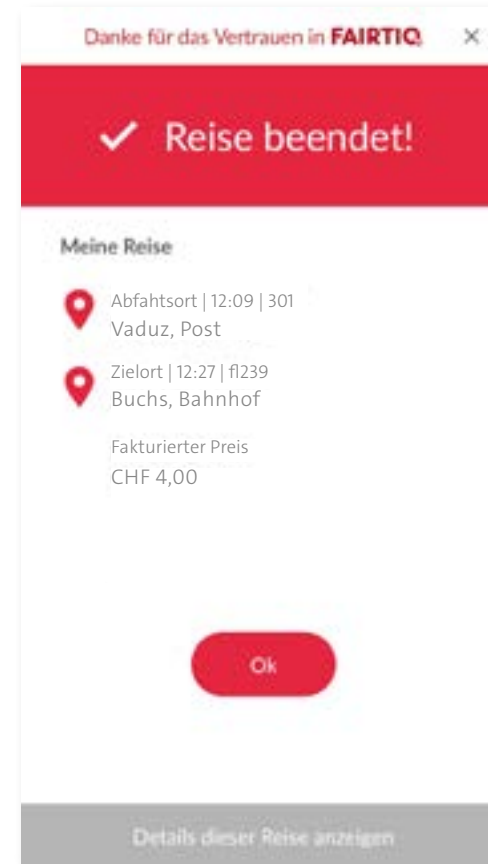 Danke für das Vertrauen in FAIRTIQ
Reise beendet!
Meine Reise
Abfahtsort | 12:09 | 301
Vaduz, Post
Zielort | 12:27 | fl239
Buchs, Bahnhof
Fakturierter Preis
CHF 4,00
Ok
Details dieser Reise anzeigen